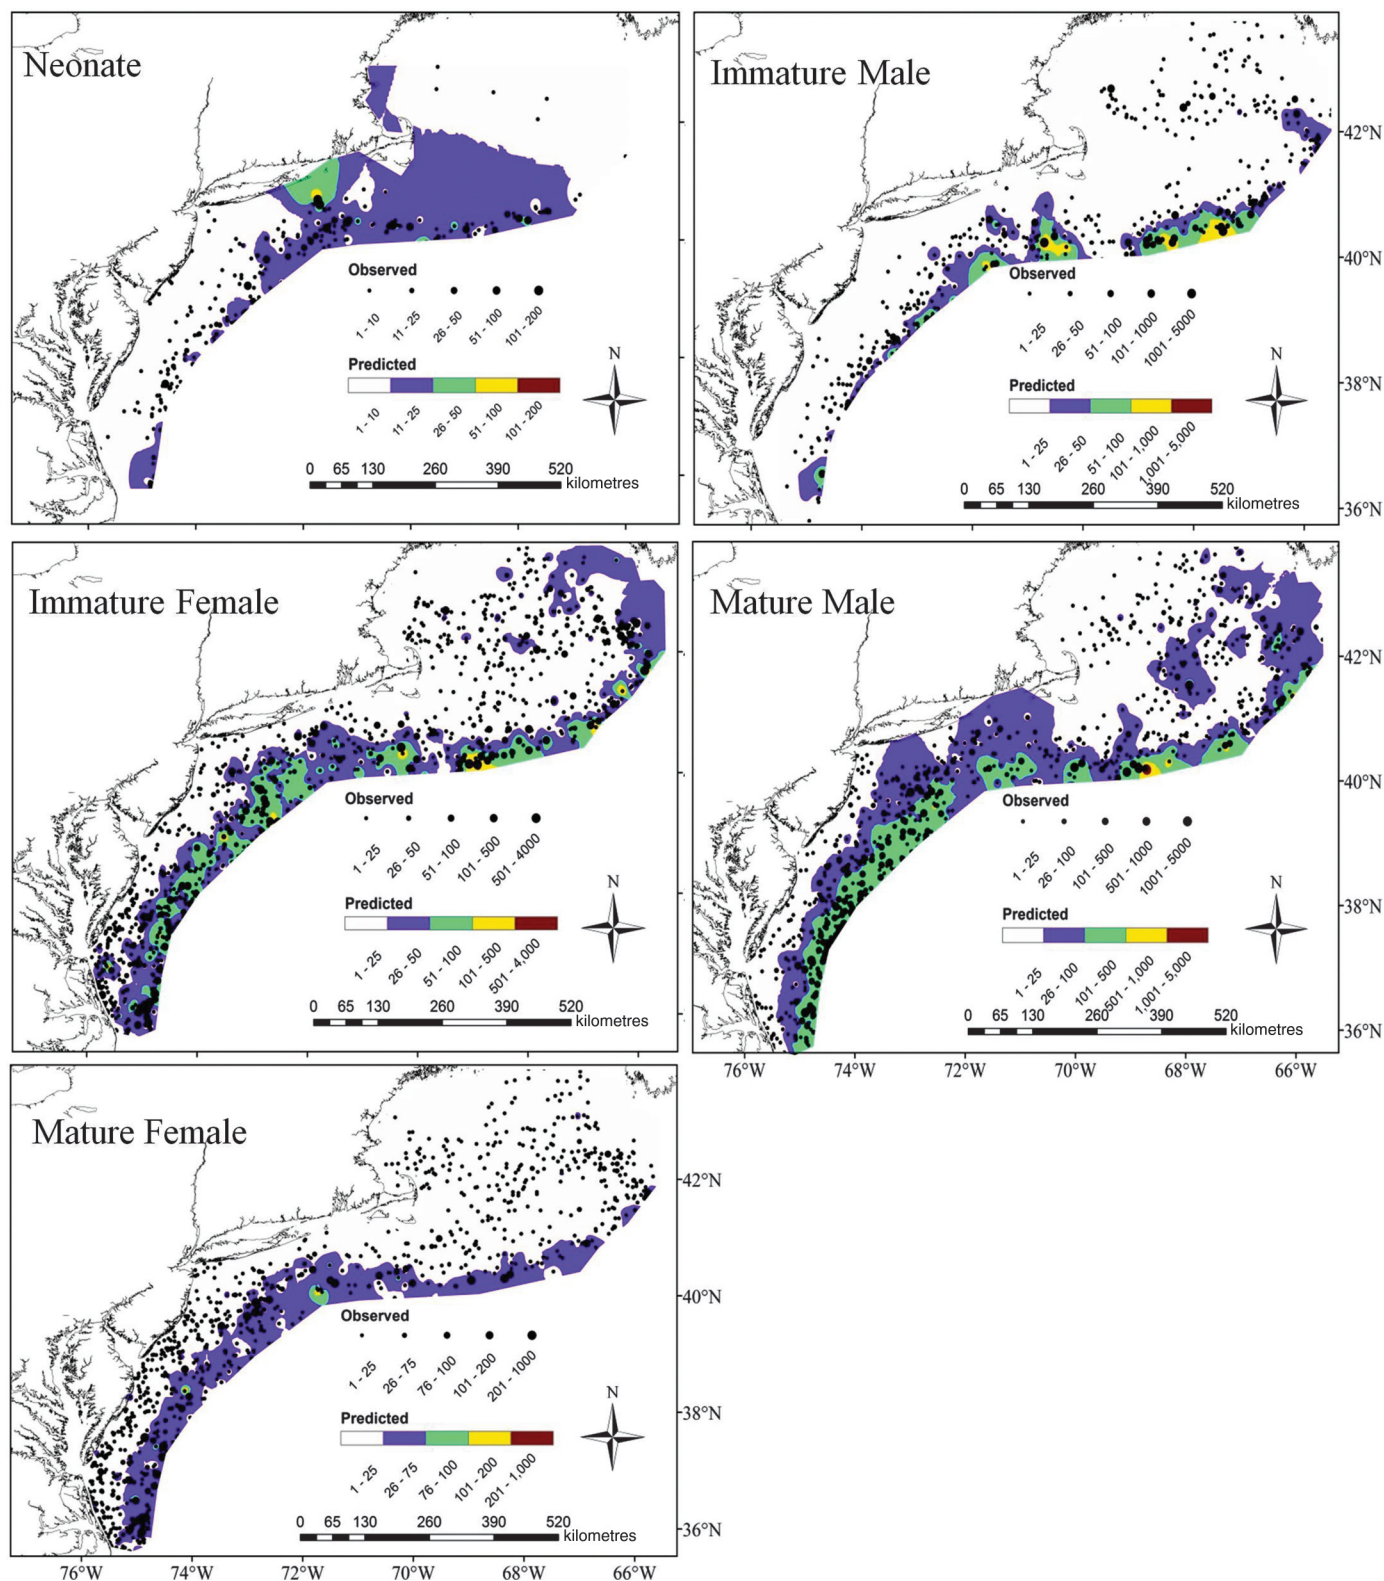 Neonate
Observed
1 - 10
11 - 25
26 - 50
51 - 100
101 - 200
Predicted
1 - 10
11 - 25
26 - 50
51 - 100
101 - 200
N
0 65 130 260 390 520
kilometres
Immature Male
42°N
40°N
38°N
36°N
Observed
1 - 25
26 - 50
51 - 100
101 - 1000
1001 - 5000
Predicted
1 - 25
26 - 50
51 - 100
101 - 1,000
1,001 - 5,000
N
0 65 130 260 390 520
kilometres
Immature Female
Observed
1 - 25
26 - 50
51 - 100
101 - 500
501 - 4000
Predicted
1 - 25
26 - 50
51 - 100
101 - 500
501 - 4,000
N
0 65 130 260 390 520
kilometres
Mature Male
42°N
40°N
38°N
36°N
Observed
1 - 25
26 - 100
101 - 500
501 - 1000
1001 - 5000
Predicted
1 - 25
26 - 100
101 - 500
501 - 1,000
1,001 - 5,000
N
0 65 130 260 390 520
kilometres
76°W 74°W 72°W 70°W 68°W 66°W
Mature Female
42°N
40°N
38°N
36°N
Observed
1 - 25
26 - 75
76 - 100
101 - 200
201 - 1000
Predicted
1 - 25
26 - 75
76 - 100
101 - 200
201 - 1,000
N
0 65 130 260 390 520
kilometres
76°W 74°W 72°W 70°W 68°W 66°W